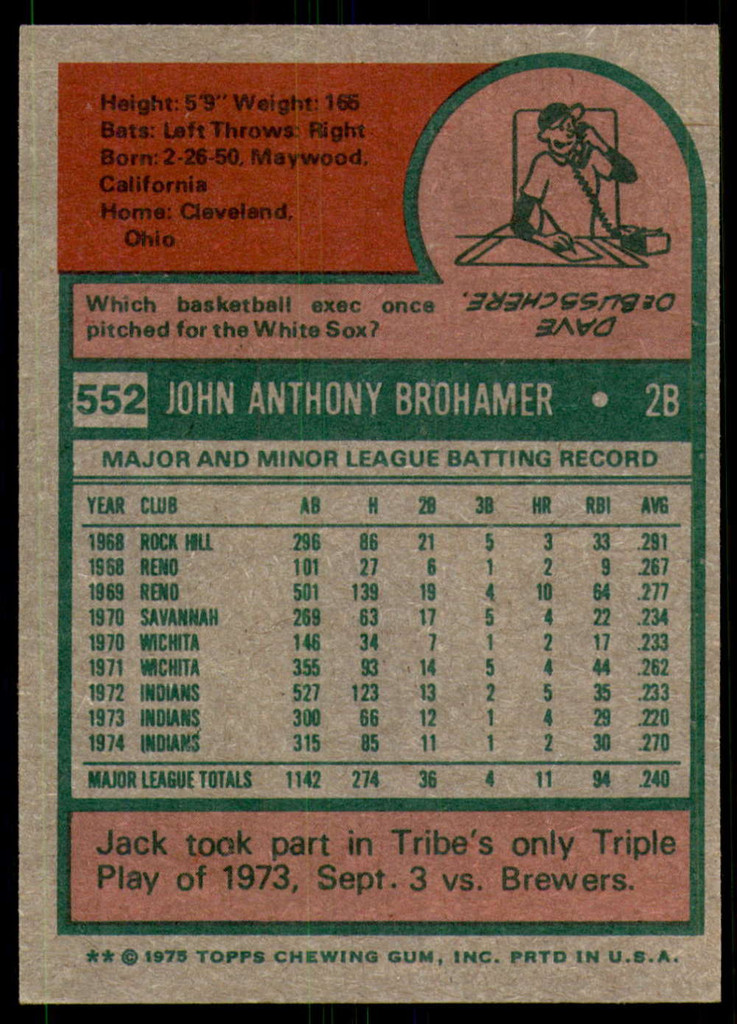 Height: 5'9" Weight: 165
Bats: Left Throws: Right
Born: 2-26-50, Maywood,
California
Home: Cleveland,
Ohio
Which basketball exec once
pitched for the White Sox?
DAVE
DeBUSSCHERE.
552 JOHN ANTHONY BROHAMER • 2B
MAJOR AND MINOR LEAGUE BATTING RECORD
YEAR CLUB AB H 2B 3B HR RBI AVG
1968 ROCK HILL 296 86 21 5 3 33 .291
1968 RENO 101 27 6 1 2 9 .267
1969 RENO 501 139 19 4 10 64 .277
1970 SAVANNAH 269 63 17 5 4 22 .234
1970 WICHITA 146 34 7 1 2 17 .233
1971 WICHITA 355 93 14 5 4 44 .262
1972 INDIANS 527 123 13 2 5 35 .233
1973 INDIANS 300 66 12 1 4 29 .220
1974 INDIANS 315 85 11 1 2 30 .270
MAJOR LEAGUE TOTALS 1142 274 36 4 11 94 .240
Jack took part in Tribe's only Triple
Play of 1973, Sept. 3 vs. Brewers.
** © 1975 TOPPS CHEWING GUM, INC. PRTD IN U.S.A.